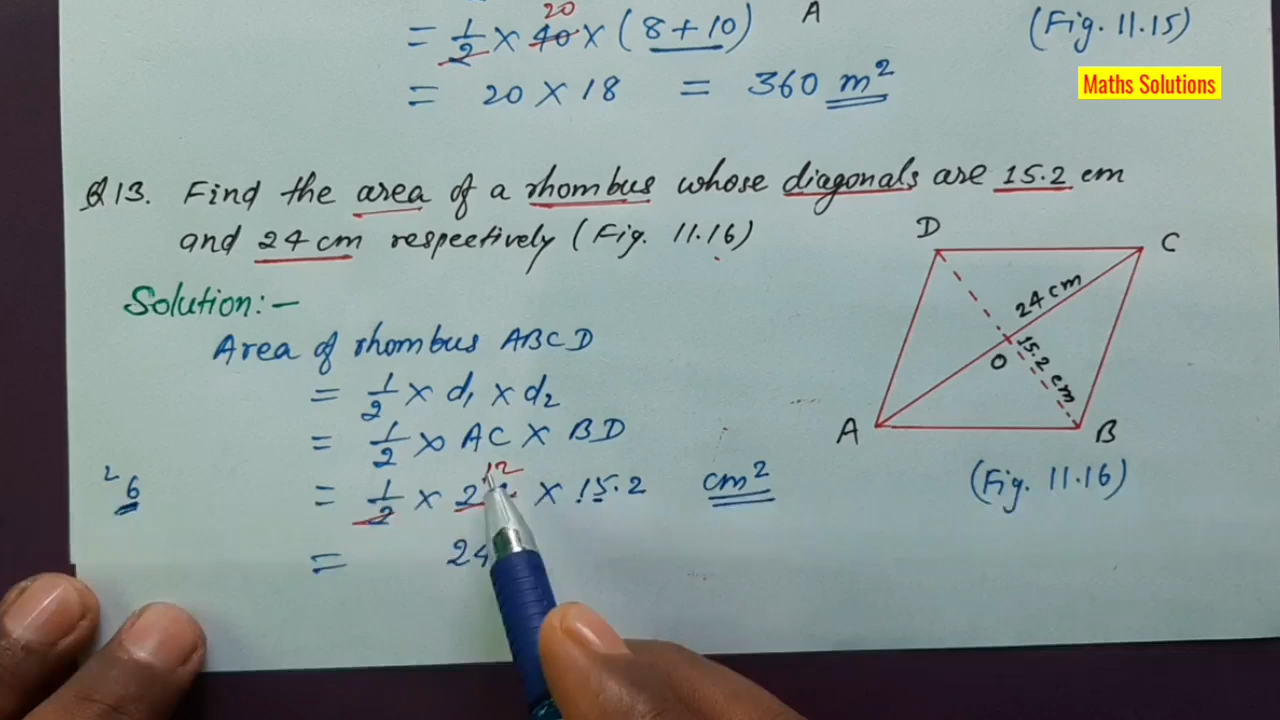 = 1/2 × 40 × (8+10)
20
A
(Fig. 11.15)
= 20 × 18 = 360 m²
Maths Solutions
Q13. Find the area of a rhombus whose diagonals are 15.2 cm
and 24 cm respectively (Fig. 11.16)
D
C
Solution:-
24 cm
Area of rhombus ABCD
O
15.2 cm
= 1/2 × d₁ × d₂
= 1/2 × AC × BD
A
B
12
= 1/2 × 24 × 15.2 cm²
(Fig. 11.16)
2 6
= 24